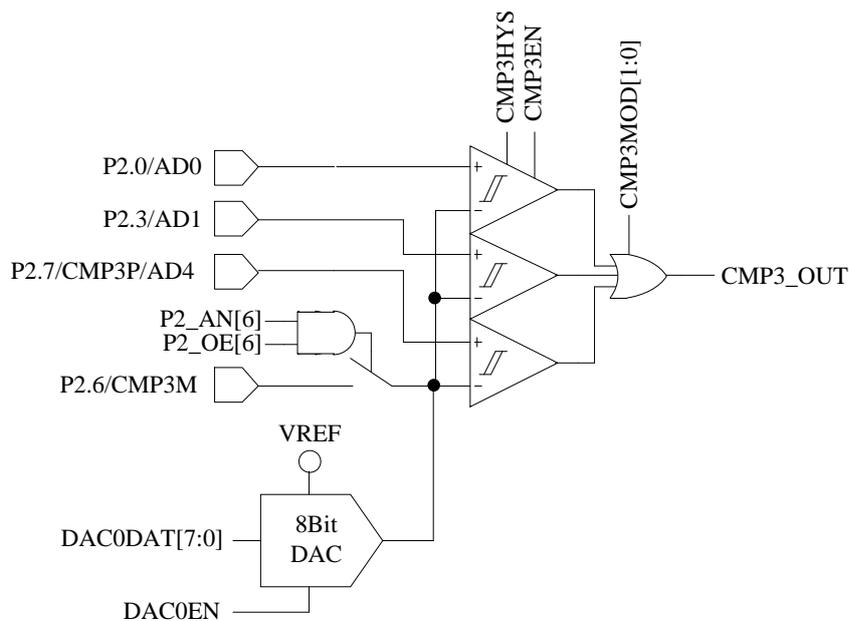 CMP3HYS
CMP3EN
CMP3MOD[1:0]
P2.0/AD0
+
-
P2.3/AD1
+
-
P2.7/CMP3P/AD4
+
-
CMP3_OUT
P2_AN[6]
P2_OE[6]
P2.6/CMP3M
VREF
8Bit
DAC
DAC0DAT[7:0]
DAC0EN